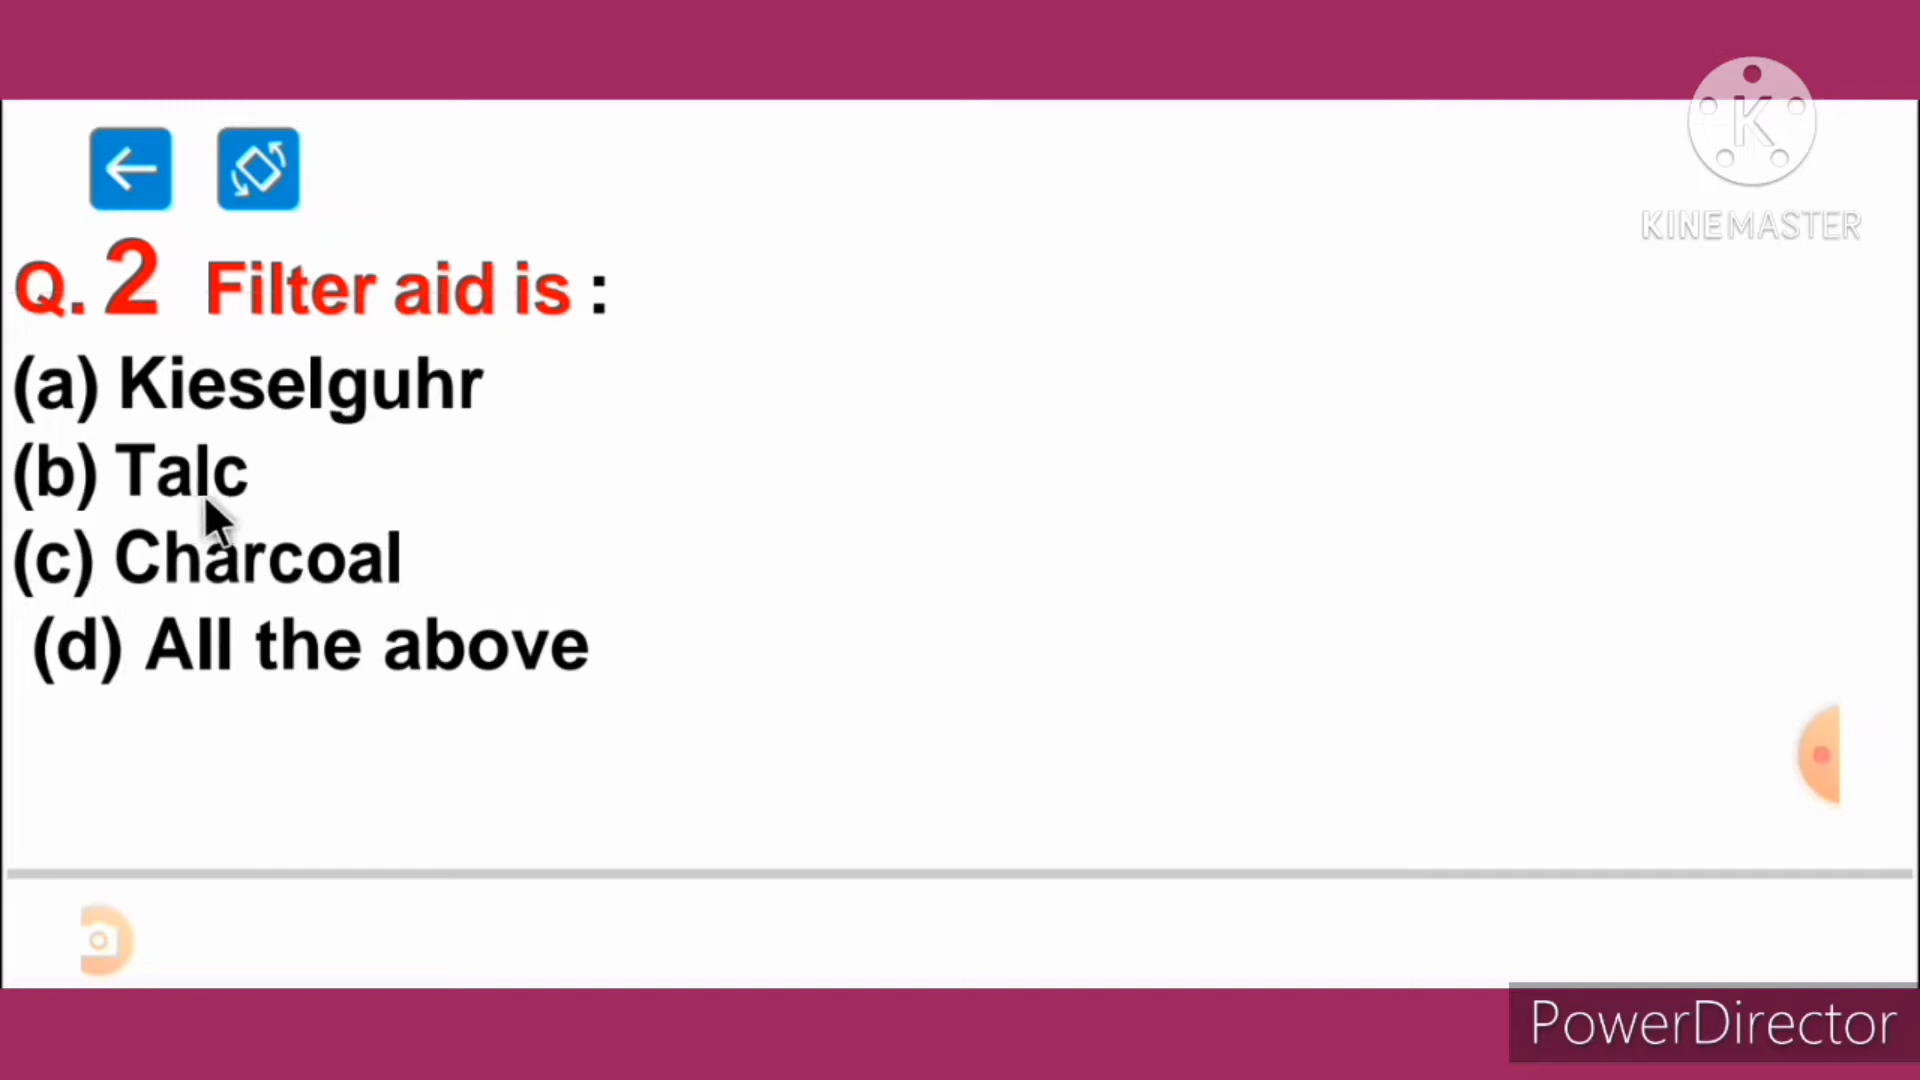 K
KINEMASTER
Q. 2 Filter aid is :
(a) Kieselguhr
(b) Talc
(c) Charcoal
(d) All the above
PowerDirector